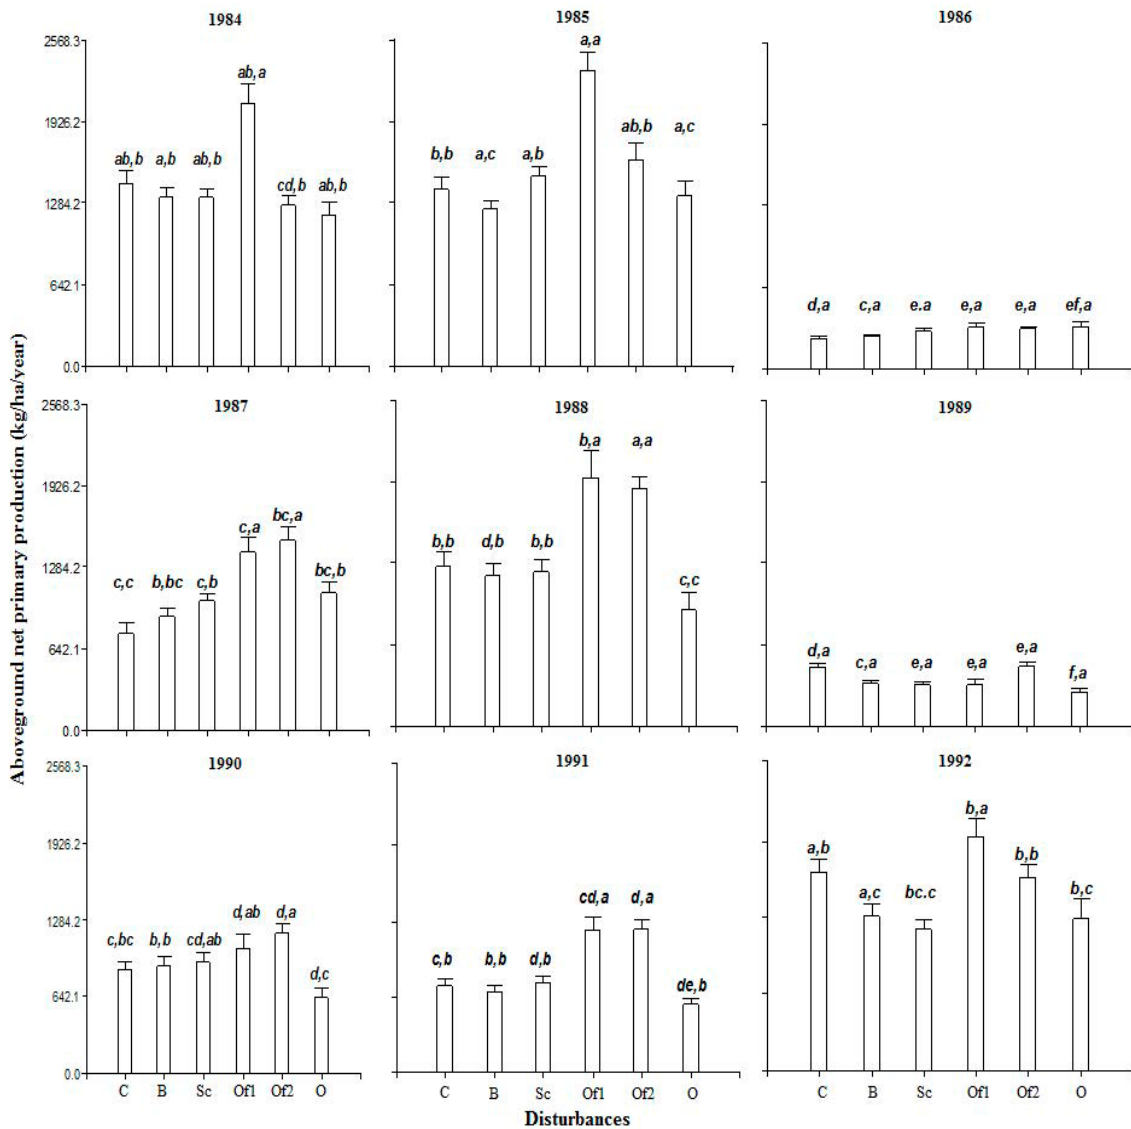 1984
1985
1986
2568.3
1926.2
1284.2
642.1
0.0
ab,b
a,b
ab,b
ab,a
cd,b
ab,b
b,b
a,c
a,b
a,a
ab,b
a,c
d,a
c,a
e.a
e,a
e,a
ef,a
Aboveground net primary production (kg/ha/year)
1987
1988
1989
2568.3
1926.2
1284.2
642.1
0.0
c,c
b,bc
c,b
c,a
bc,a
bc,b
b,b
d,b
b,b
b,a
a,a
c,c
d,a
c,a
e,a
e,a
e,a
f,a
1990
1991
1992
2568.3
1926.2
1284.2
642.1
0.0
c,bc
b,b
cd,ab
d,ab
d,a
d,c
c,b
b,b
d,b
cd,a
d,a
de,b
a,b
a,c
bc.c
b,a
b,b
b,c
C B Sc Of1 Of2 O
C B Sc Of1 Of2 O
C B Sc Of1 Of2 O
Disturbances